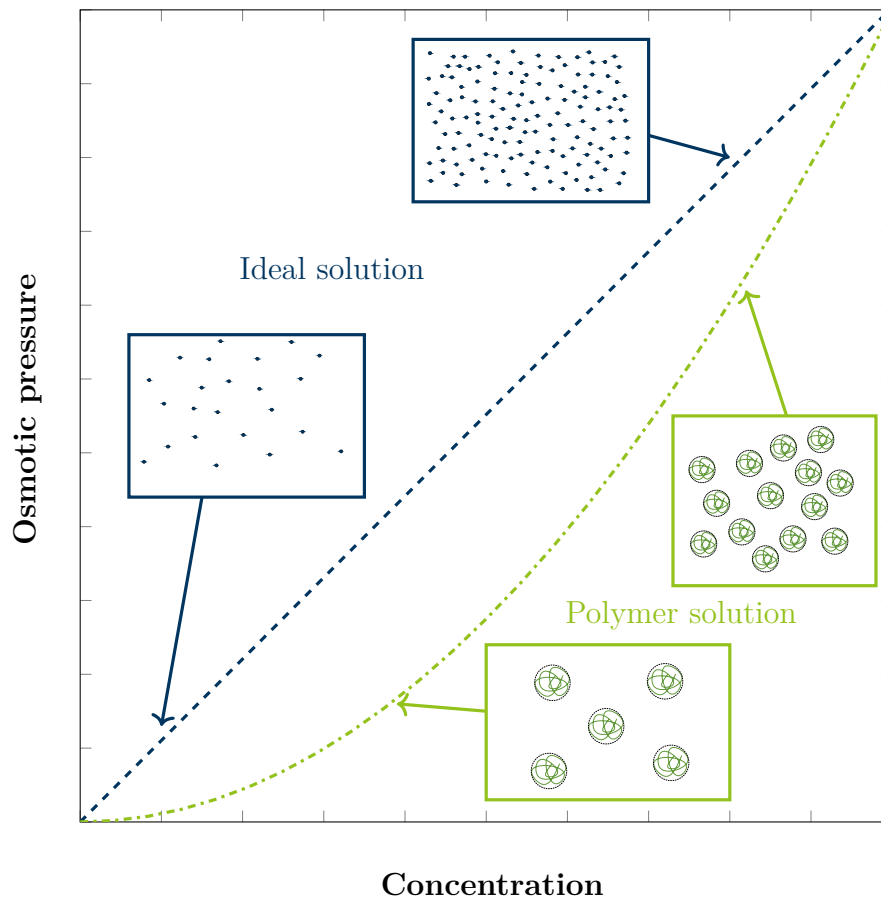 Ideal solution
Osmotic pressure
Polymer solution
Concentration